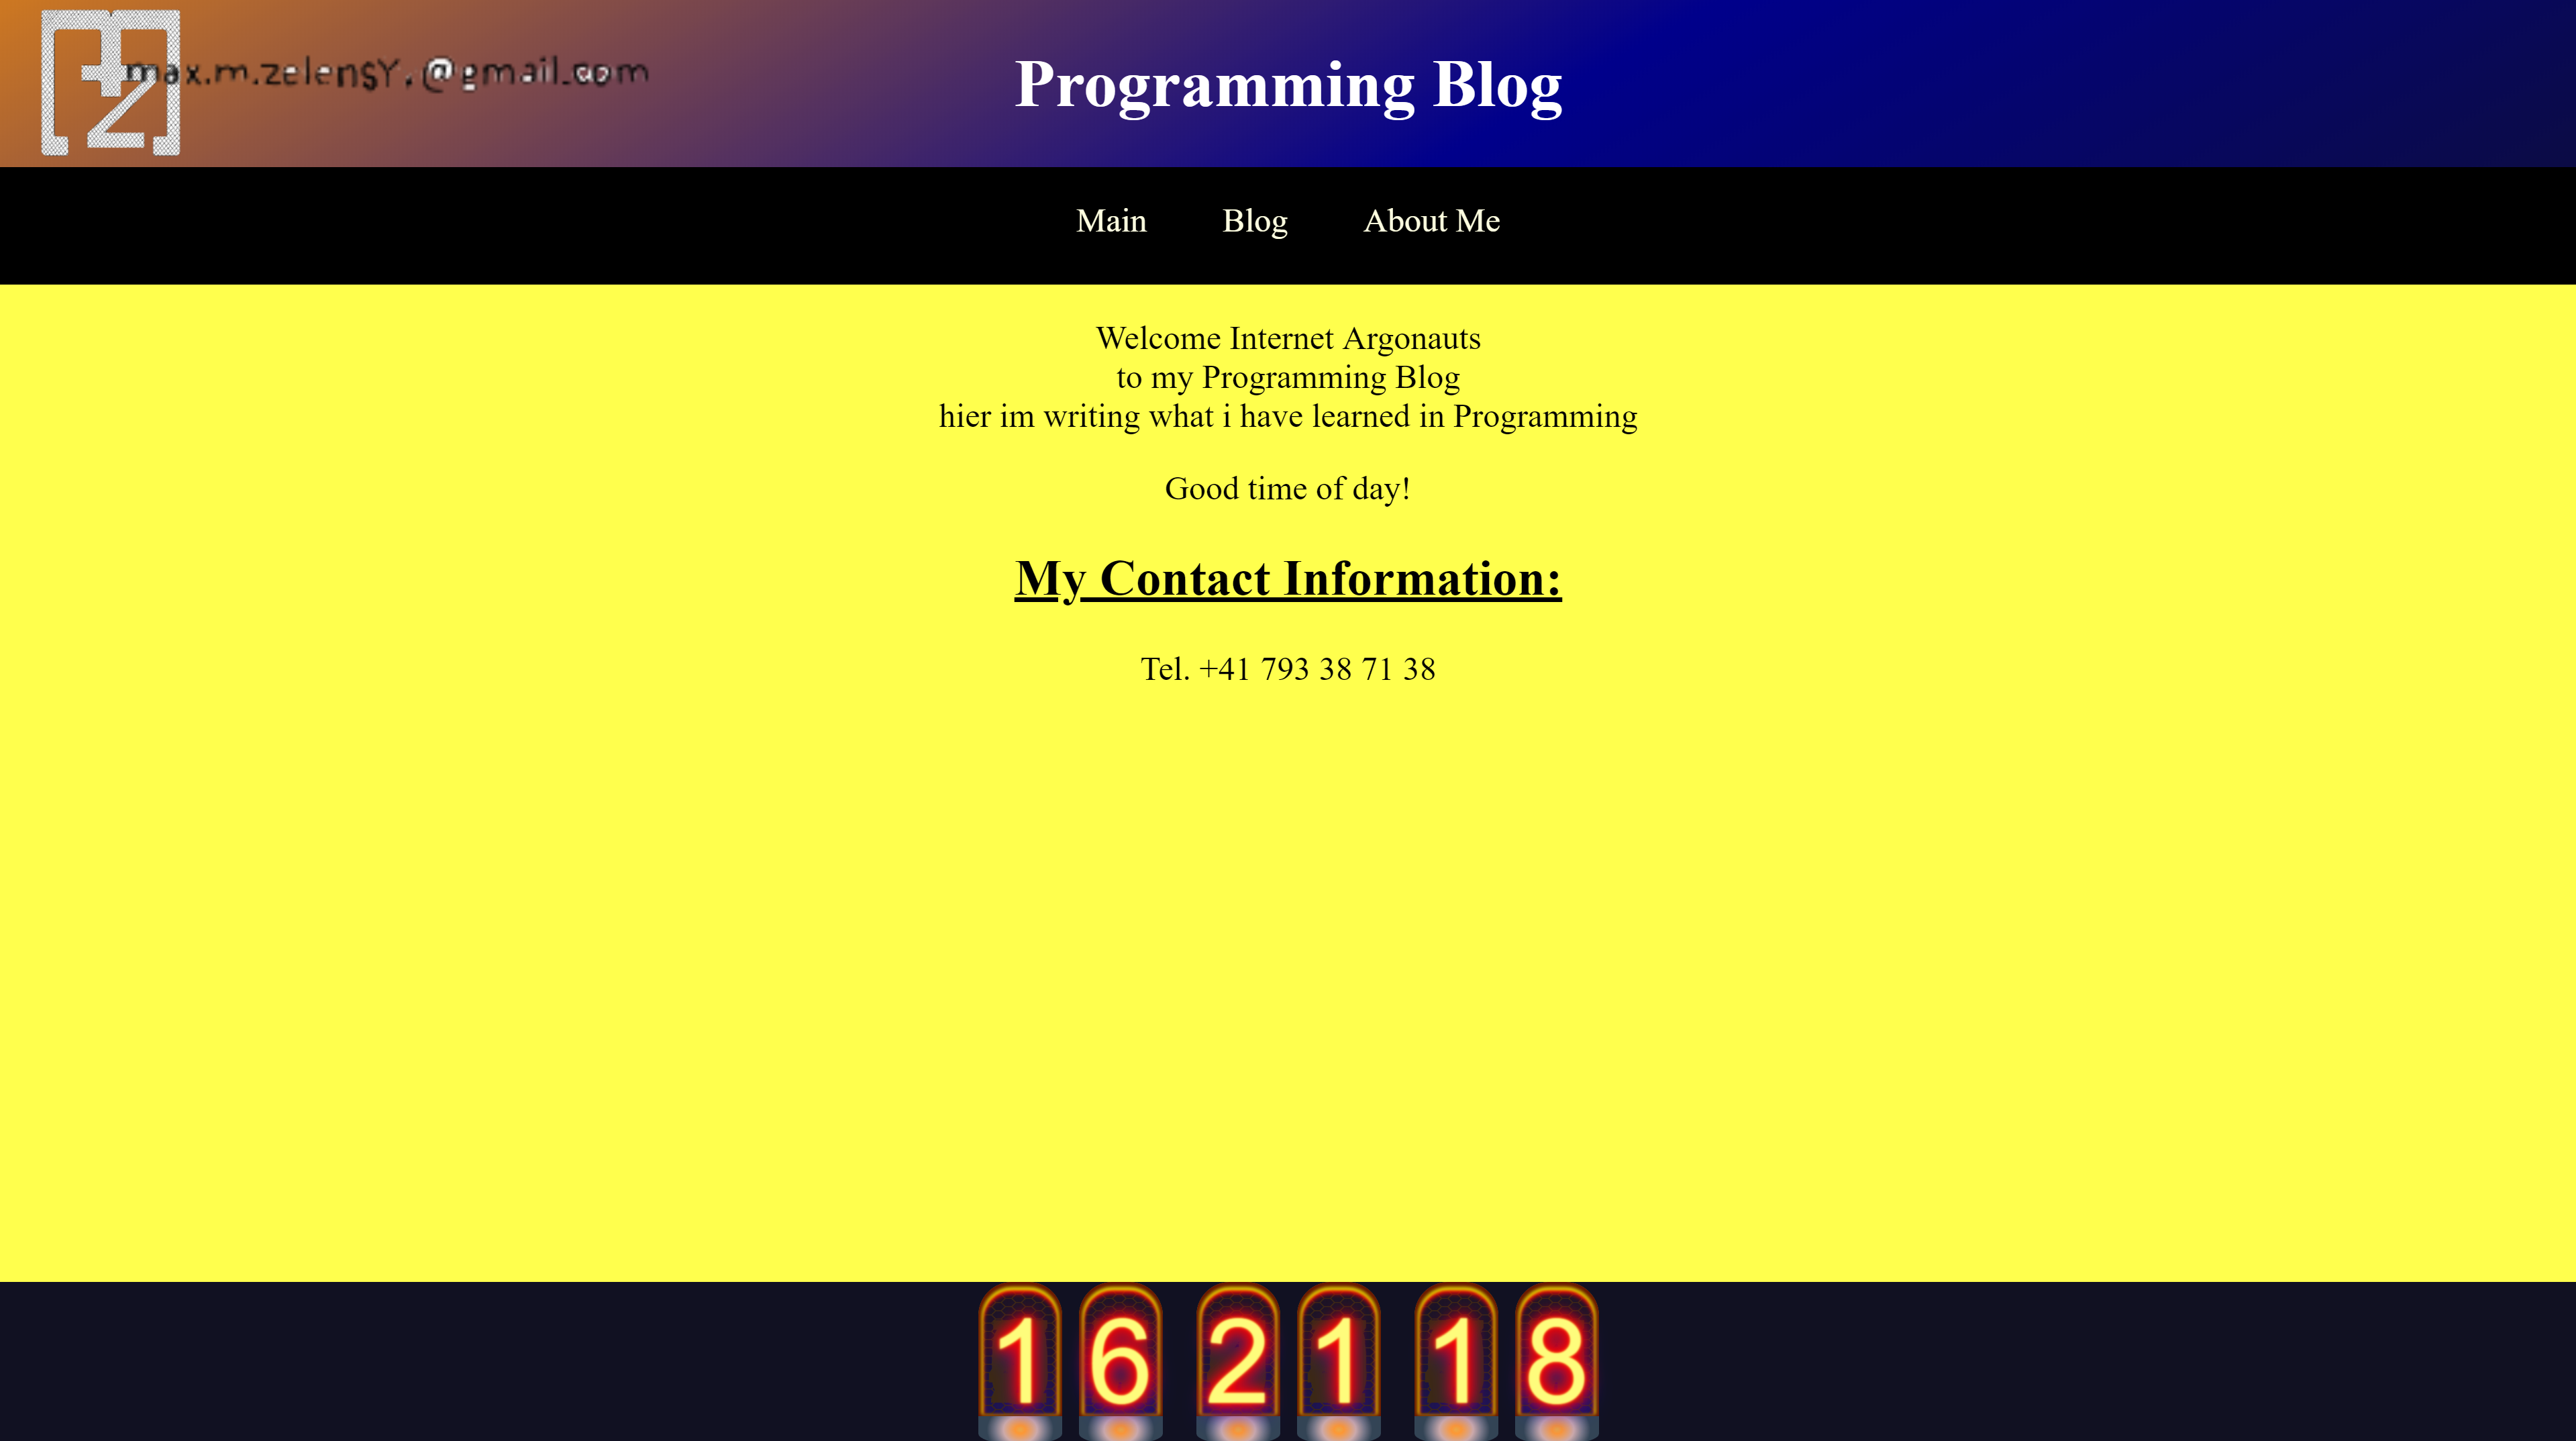 max.m.zelensY.@gmail.com
Programming Blog
Main Blog About Me
Welcome Internet Argonauts
to my Programming Blog
hier im writing what i have learned in Programming
Good time of day!
My Contact Information:
Tel. +41 793 38 71 38
16 21 18